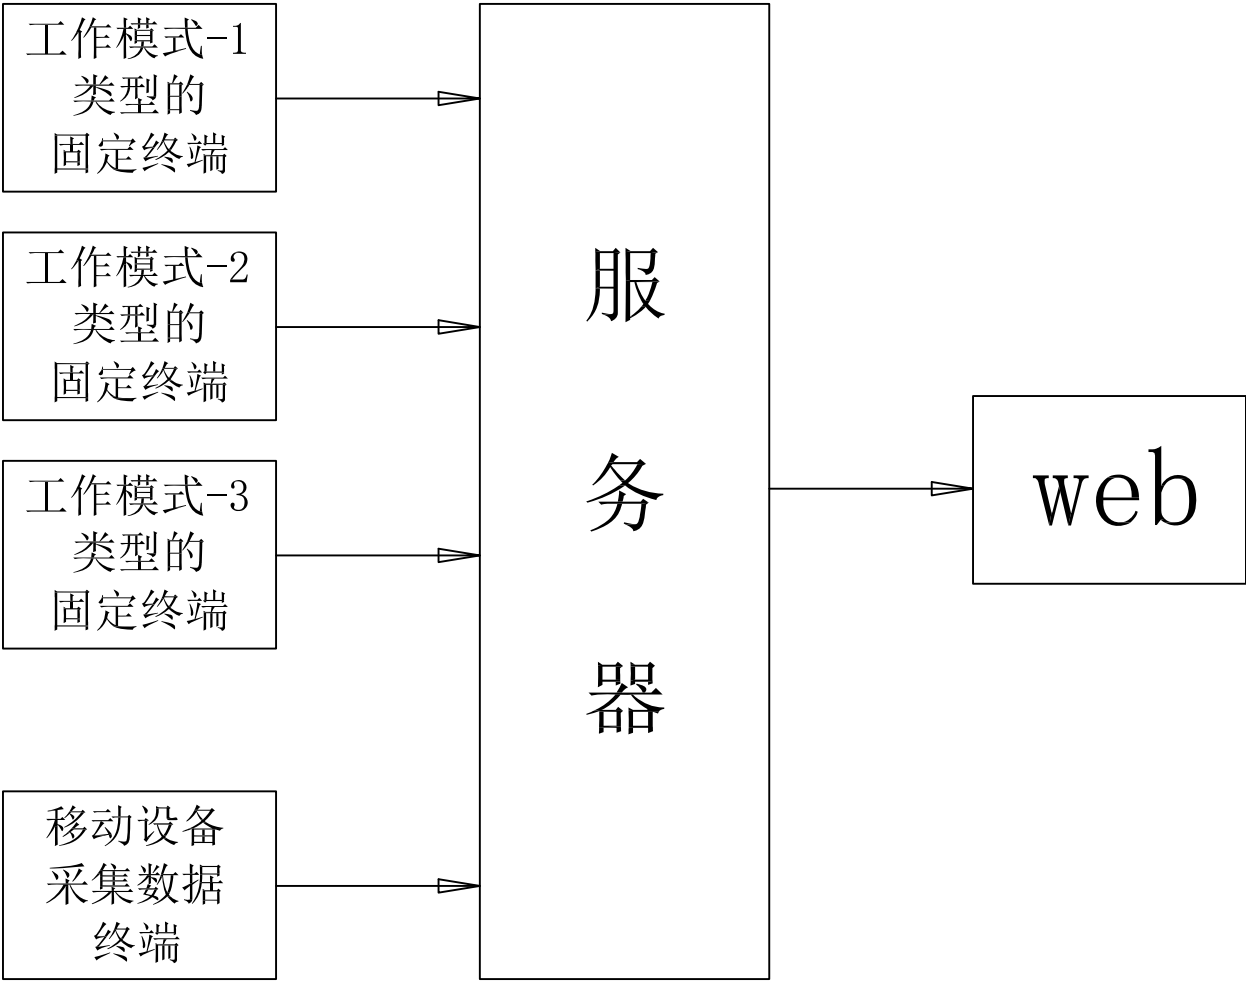 工作模式-1
类型的
固定终端
工作模式-2
类型的
固定终端
工作模式-3
类型的
固定终端
移动设备
采集数据
终端
服
务
器
web